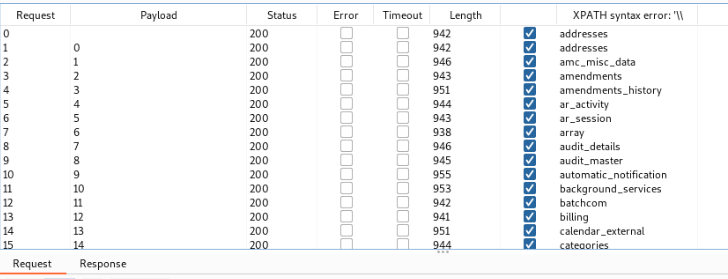 Request Payload Status Error Timeout Length XPATH syntax error: '\\
0 200 942 addresses
1 0 200 942 addresses
2 1 200 946 amc_misc_data
3 2 200 943 amendments
4 3 200 951 amendments_history
5 4 200 944 ar_activity
6 5 200 943 ar_session
7 6 200 938 array
8 7 200 946 audit_details
9 8 200 945 audit_master
10 9 200 955 automatic_notification
11 10 200 953 background_services
12 11 200 942 batchcom
13 12 200 941 billing
14 13 200 951 calendar_external
15 14 200 944 categories
Request Response